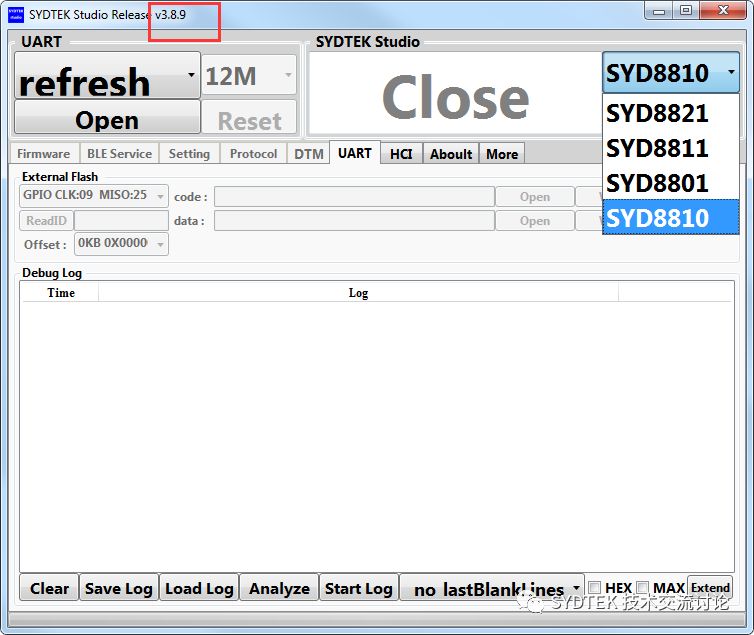 SYDTEK studio SYDTEK Studio Release v3.8.9
UART
SYDTEK Studio
refresh 12M
Open Reset
Close
SYD8810
SYD8821
SYD8811
SYD8801
SYD8810
Firmware BLE Service Setting Protocol DTM UART HCI Aboult More
External Flash
GPIO CLK:09 MISO:25 code : Open
ReadID data : Open
Offset : 0KB 0X0000
Debug Log
Time Log
Clear Save Log Load Log Analyze Start Log no lastBlankLines HEX MAX Extend
SYDTEK 技术交流讨论